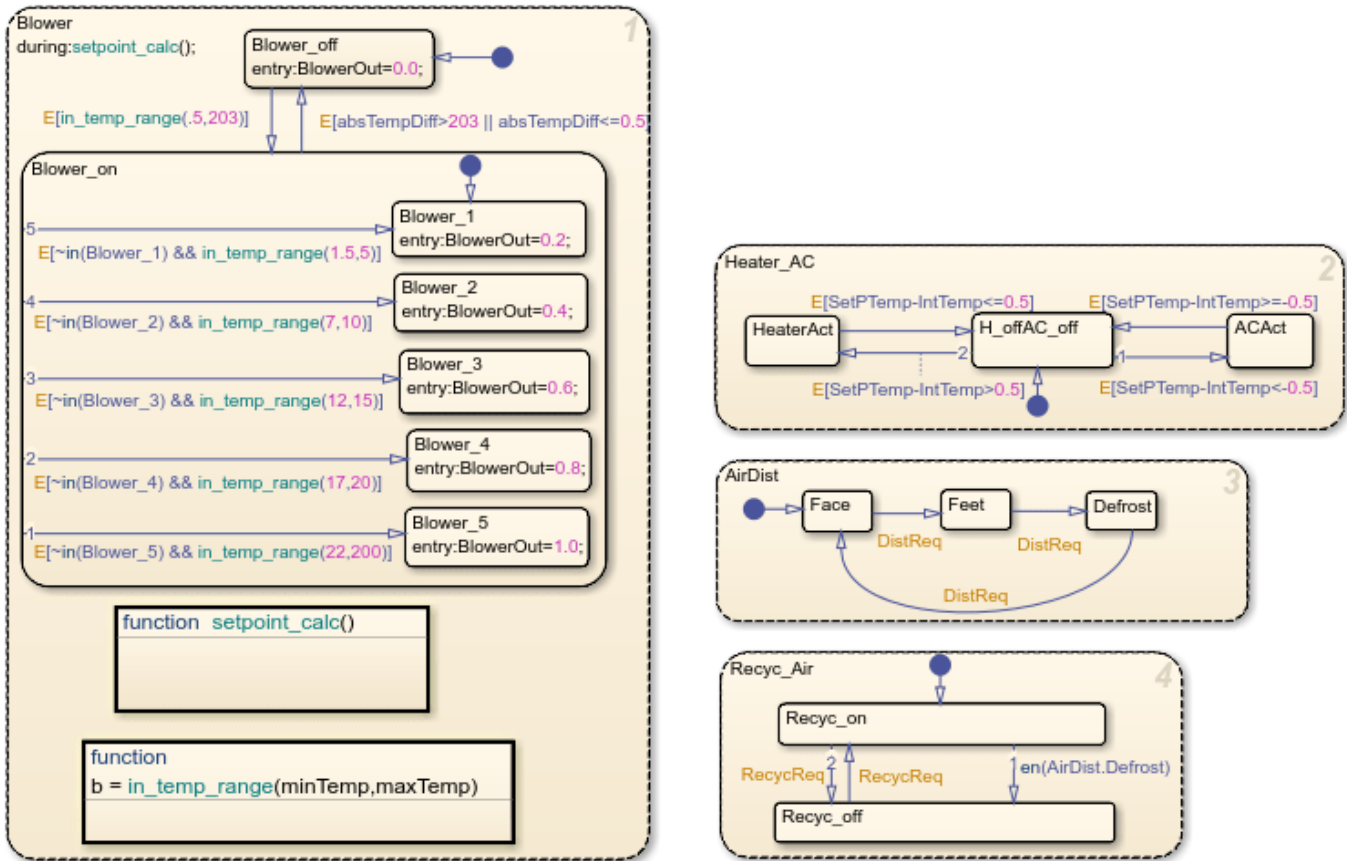 Blower
1
during:setpoint_calc();
Blower_off
entry:BlowerOut=0.0;
E[in_temp_range(.5,203)]
E[absTempDiff>203 || absTempDiff<=0.5]
Blower_on
5
Blower_1
entry:BlowerOut=0.2;
E[~in(Blower_1) && in_temp_range(1.5,5)]
4
Blower_2
entry:BlowerOut=0.4;
E[~in(Blower_2) && in_temp_range(7,10)]
3
Blower_3
entry:BlowerOut=0.6;
E[~in(Blower_3) && in_temp_range(12,15)]
2
Blower_4
entry:BlowerOut=0.8;
E[~in(Blower_4) && in_temp_range(17,20)]
1
Blower_5
entry:BlowerOut=1.0;
E[~in(Blower_5) && in_temp_range(22,200)]
function setpoint_calc()
function
b = in_temp_range(minTemp,maxTemp)
Heater_AC
2
E[SetPTemp-IntTemp<=0.5]
E[SetPTemp-IntTemp>=-0.5]
HeaterAct
H_offAC_off
ACAct
2
1
E[SetPTemp-IntTemp>0.5]
E[SetPTemp-IntTemp<-0.5]
AirDist
3
Face
Feet
Defrost
DistReq
DistReq
DistReq
Recyc_Air
4
Recyc_on
2
1
en(AirDist.Defrost)
RecycReq
RecycReq
Recyc_off